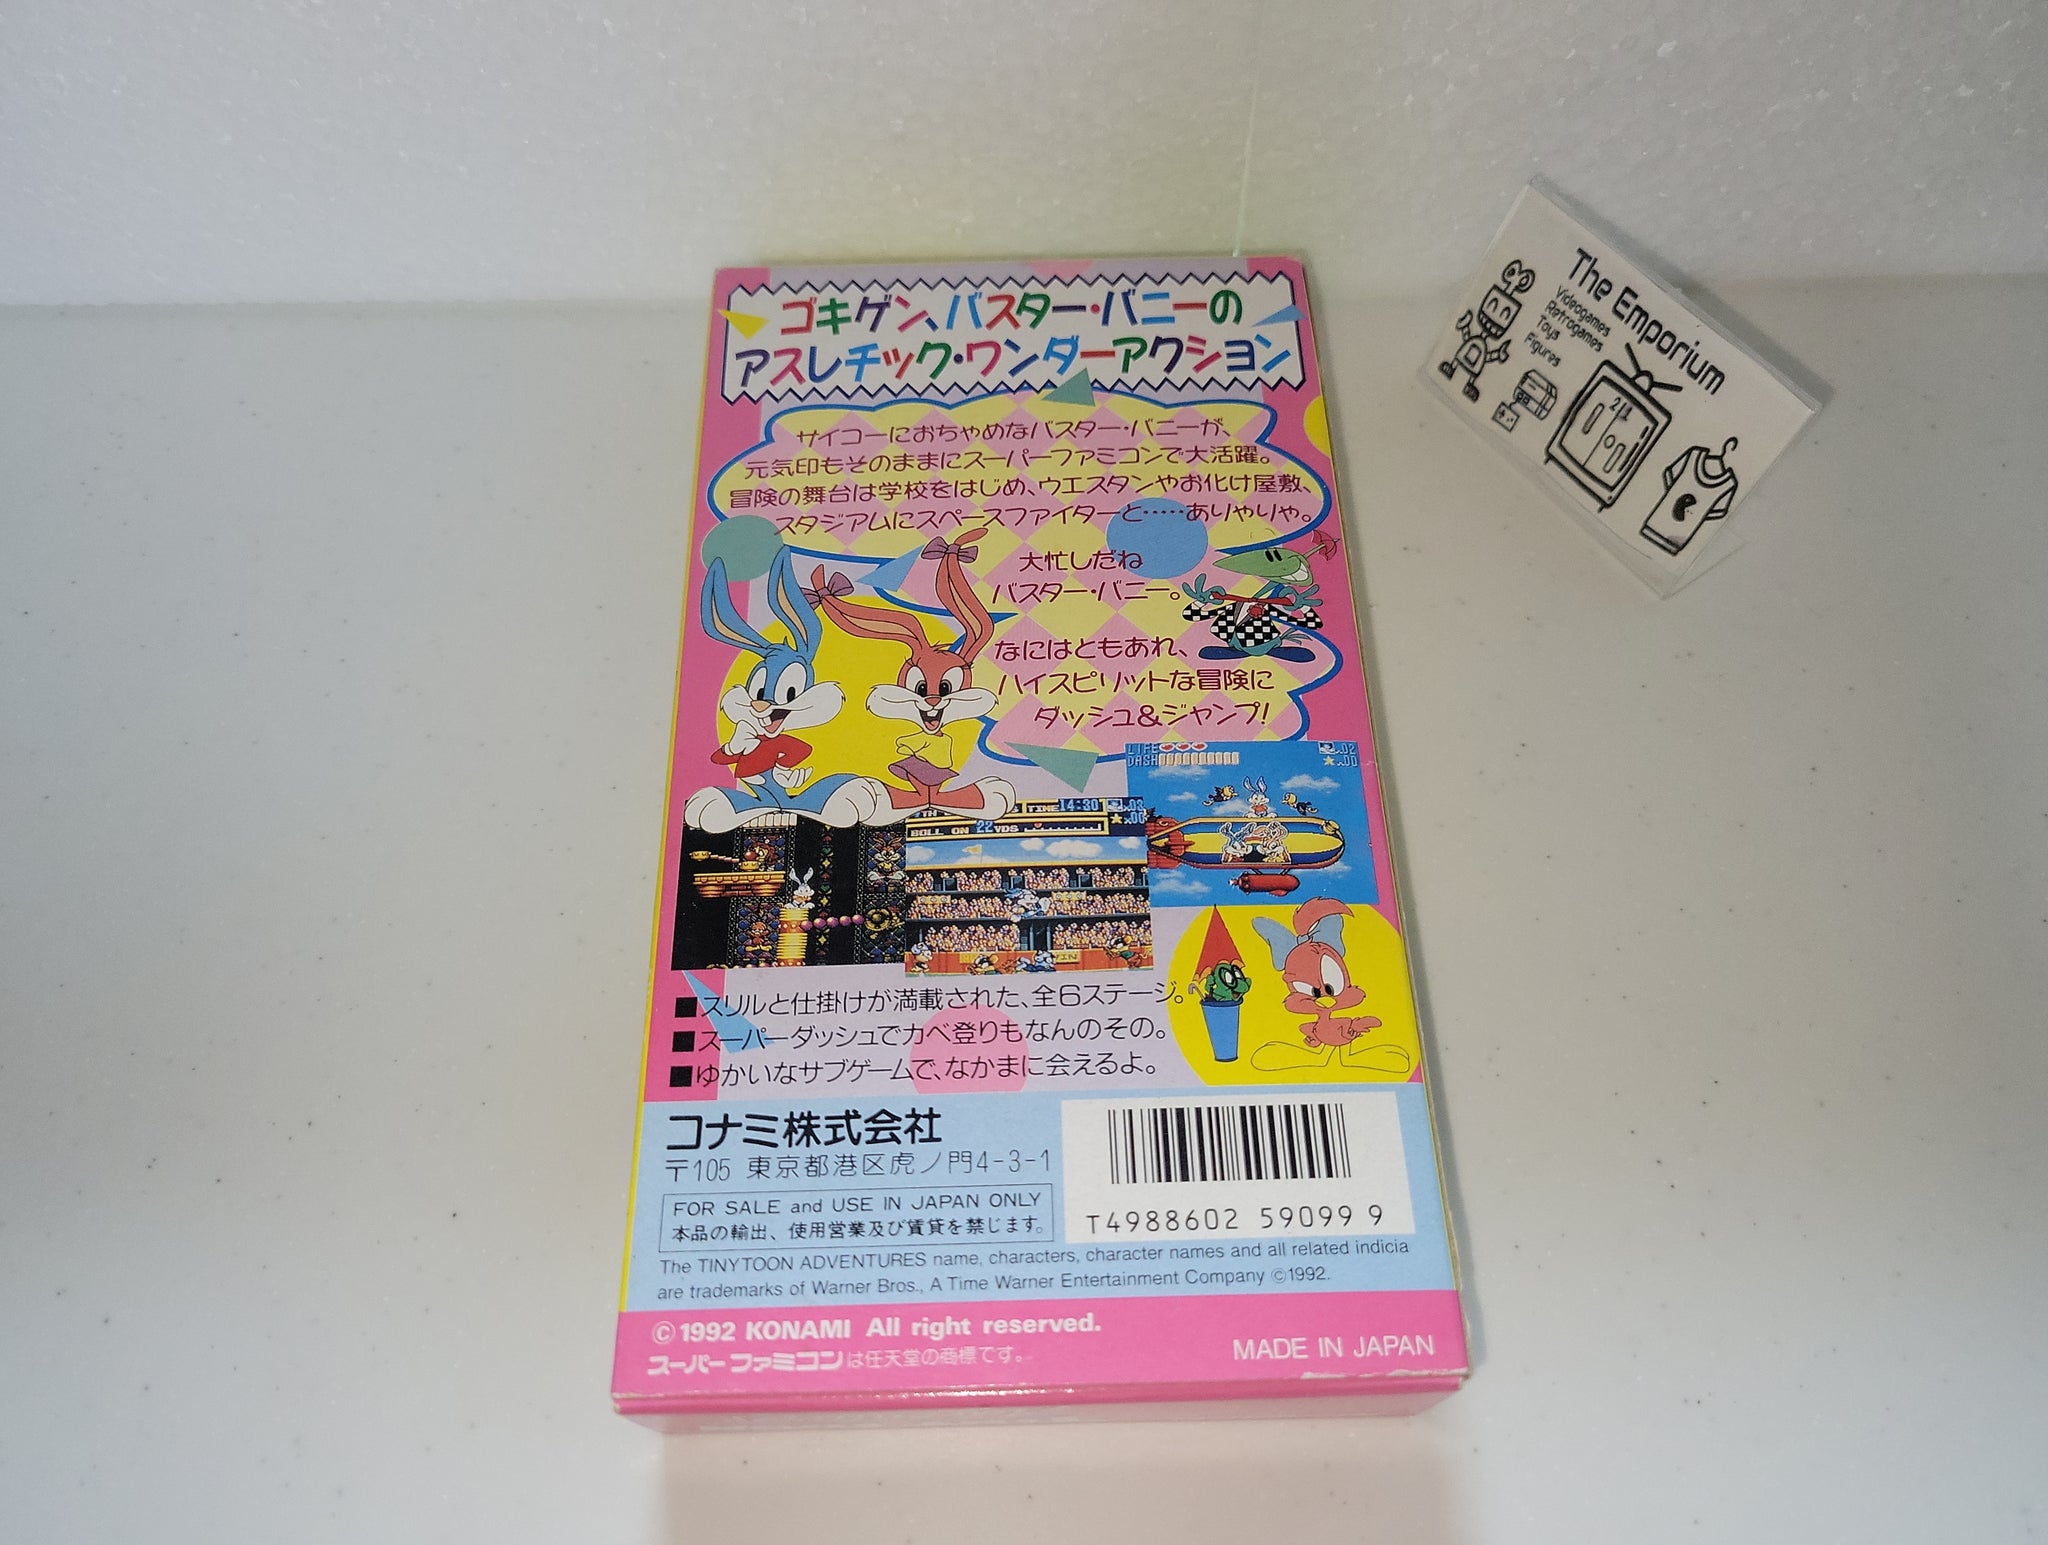 ゴキゲン、バスター・バニーの
アスレチック・ワンダーアクション
サイコーにおちゃめなバスター・バニーが、
元気印もそのままにスーパーファミコンで大活躍。
冒険の舞台は学校をはじめ、ウエスタンやお化け屋敷、
スタジアムにスペースファイターと……ありゃりゃ。
大忙しだね
バスター・バニー。
なにはともあれ、
ハイスピリットな冒険に
ダッシュ&ジャンプ!
LIFE
DASH
TIME 14:30
BOLL ON 22 YDS
■スリルと仕掛けが満載された、全6ステージ。
■スーパーダッシュでカベ登りもなんのその。
■ゆかいなサブゲームで、なかまに会えるよ。
コナミ株式会社
〒105 東京都港区虎ノ門4-3-1
FOR SALE and USE IN JAPAN ONLY
本品の輸出、使用営業及び賃貸を禁じます。
T4988602 59099 9
The TINYTOON ADVENTURES name, characters, character names and all related indicia
are trademarks of Warner Bros., A Time Warner Entertainment Company ©1992.
©1992 KONAMI All right reserved.
スーパーファミコンは任天堂の商標です。
MADE IN JAPAN
The Emporium
Videogames
Retrogames
Toys
Figures